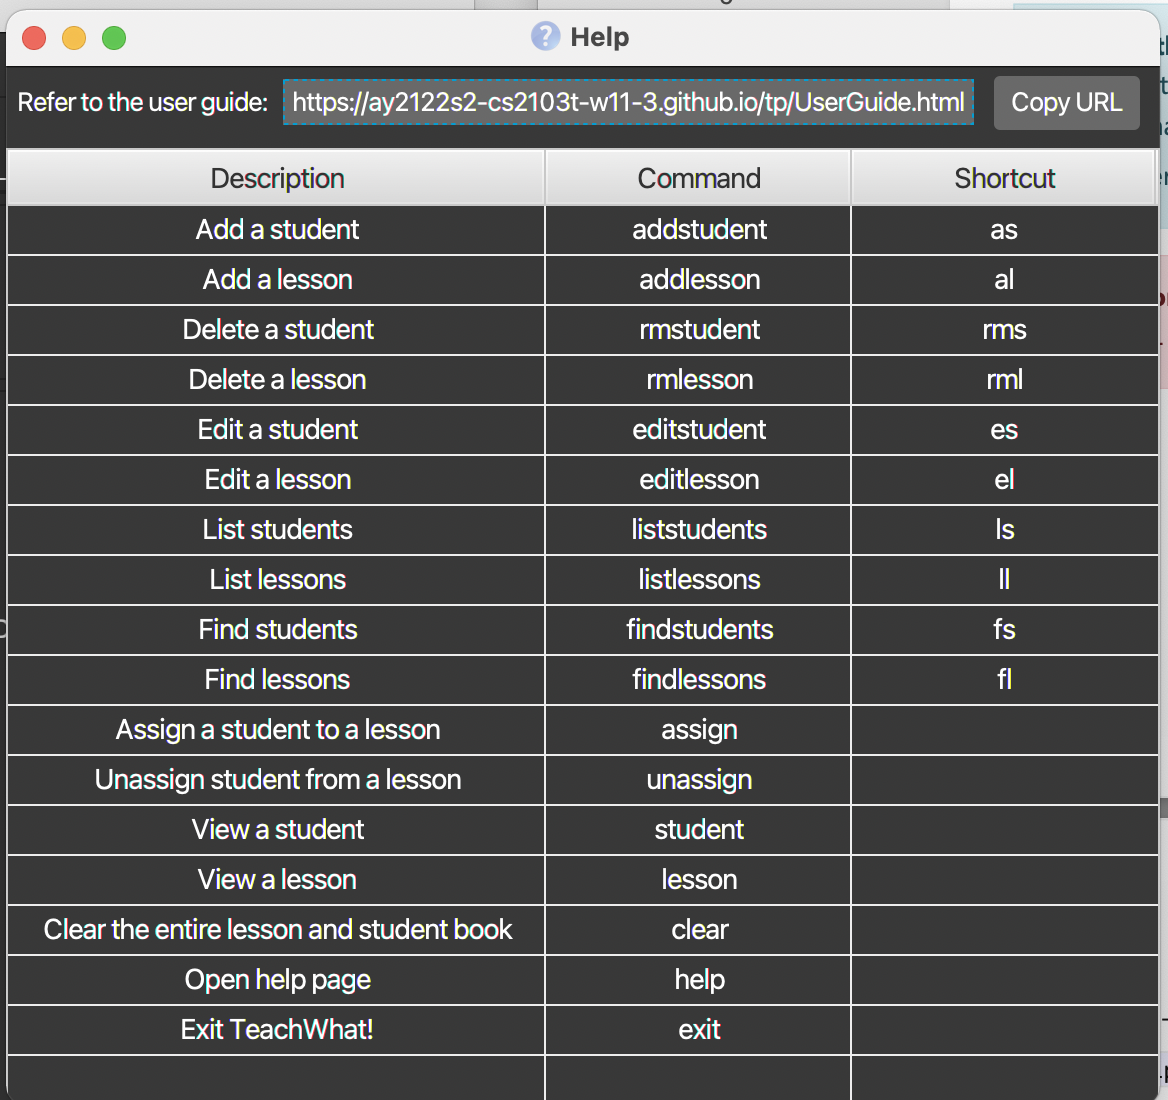 Help
Refer to the user guide: https://ay2122s2-cs2103t-w11-3.github.io/tp/UserGuide.html Copy URL
Description Command Shortcut
Add a student addstudent as
Add a lesson addlesson al
Delete a student rmstudent rms
Delete a lesson rmlesson rml
Edit a student editstudent es
Edit a lesson editlesson el
List students liststudents ls
List lessons listlessons ll
Find students findstudents fs
Find lessons findlessons fl
Assign a student to a lesson assign
Unassign student from a lesson unassign
View a student student
View a lesson lesson
Clear the entire lesson and student book clear
Open help page help
Exit TeachWhat! exit